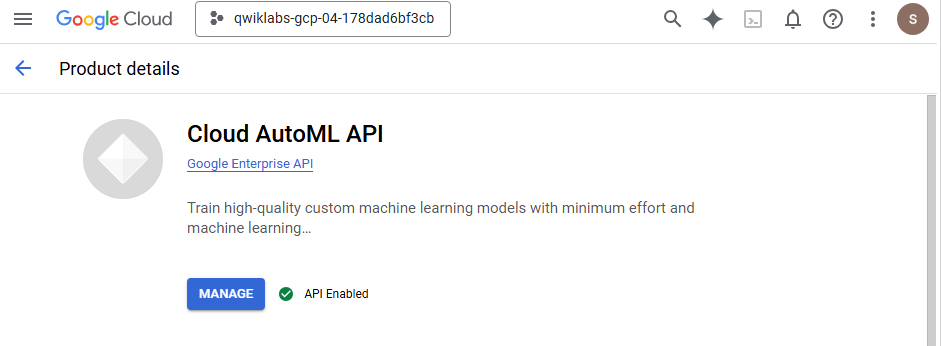 Google Cloud
qwiklabs-gcp-04-178dad6bf3cb
S
Product details
Cloud AutoML API
Google Enterprise API
Train high-quality custom machine learning models with minimum effort and
machine learning…
MANAGE
API Enabled